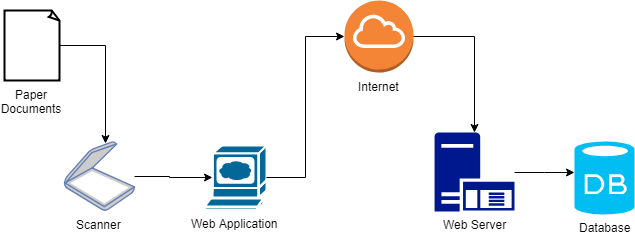 Paper
Documents
Internet
Scanner
Web Application
Web Server
DB
Database